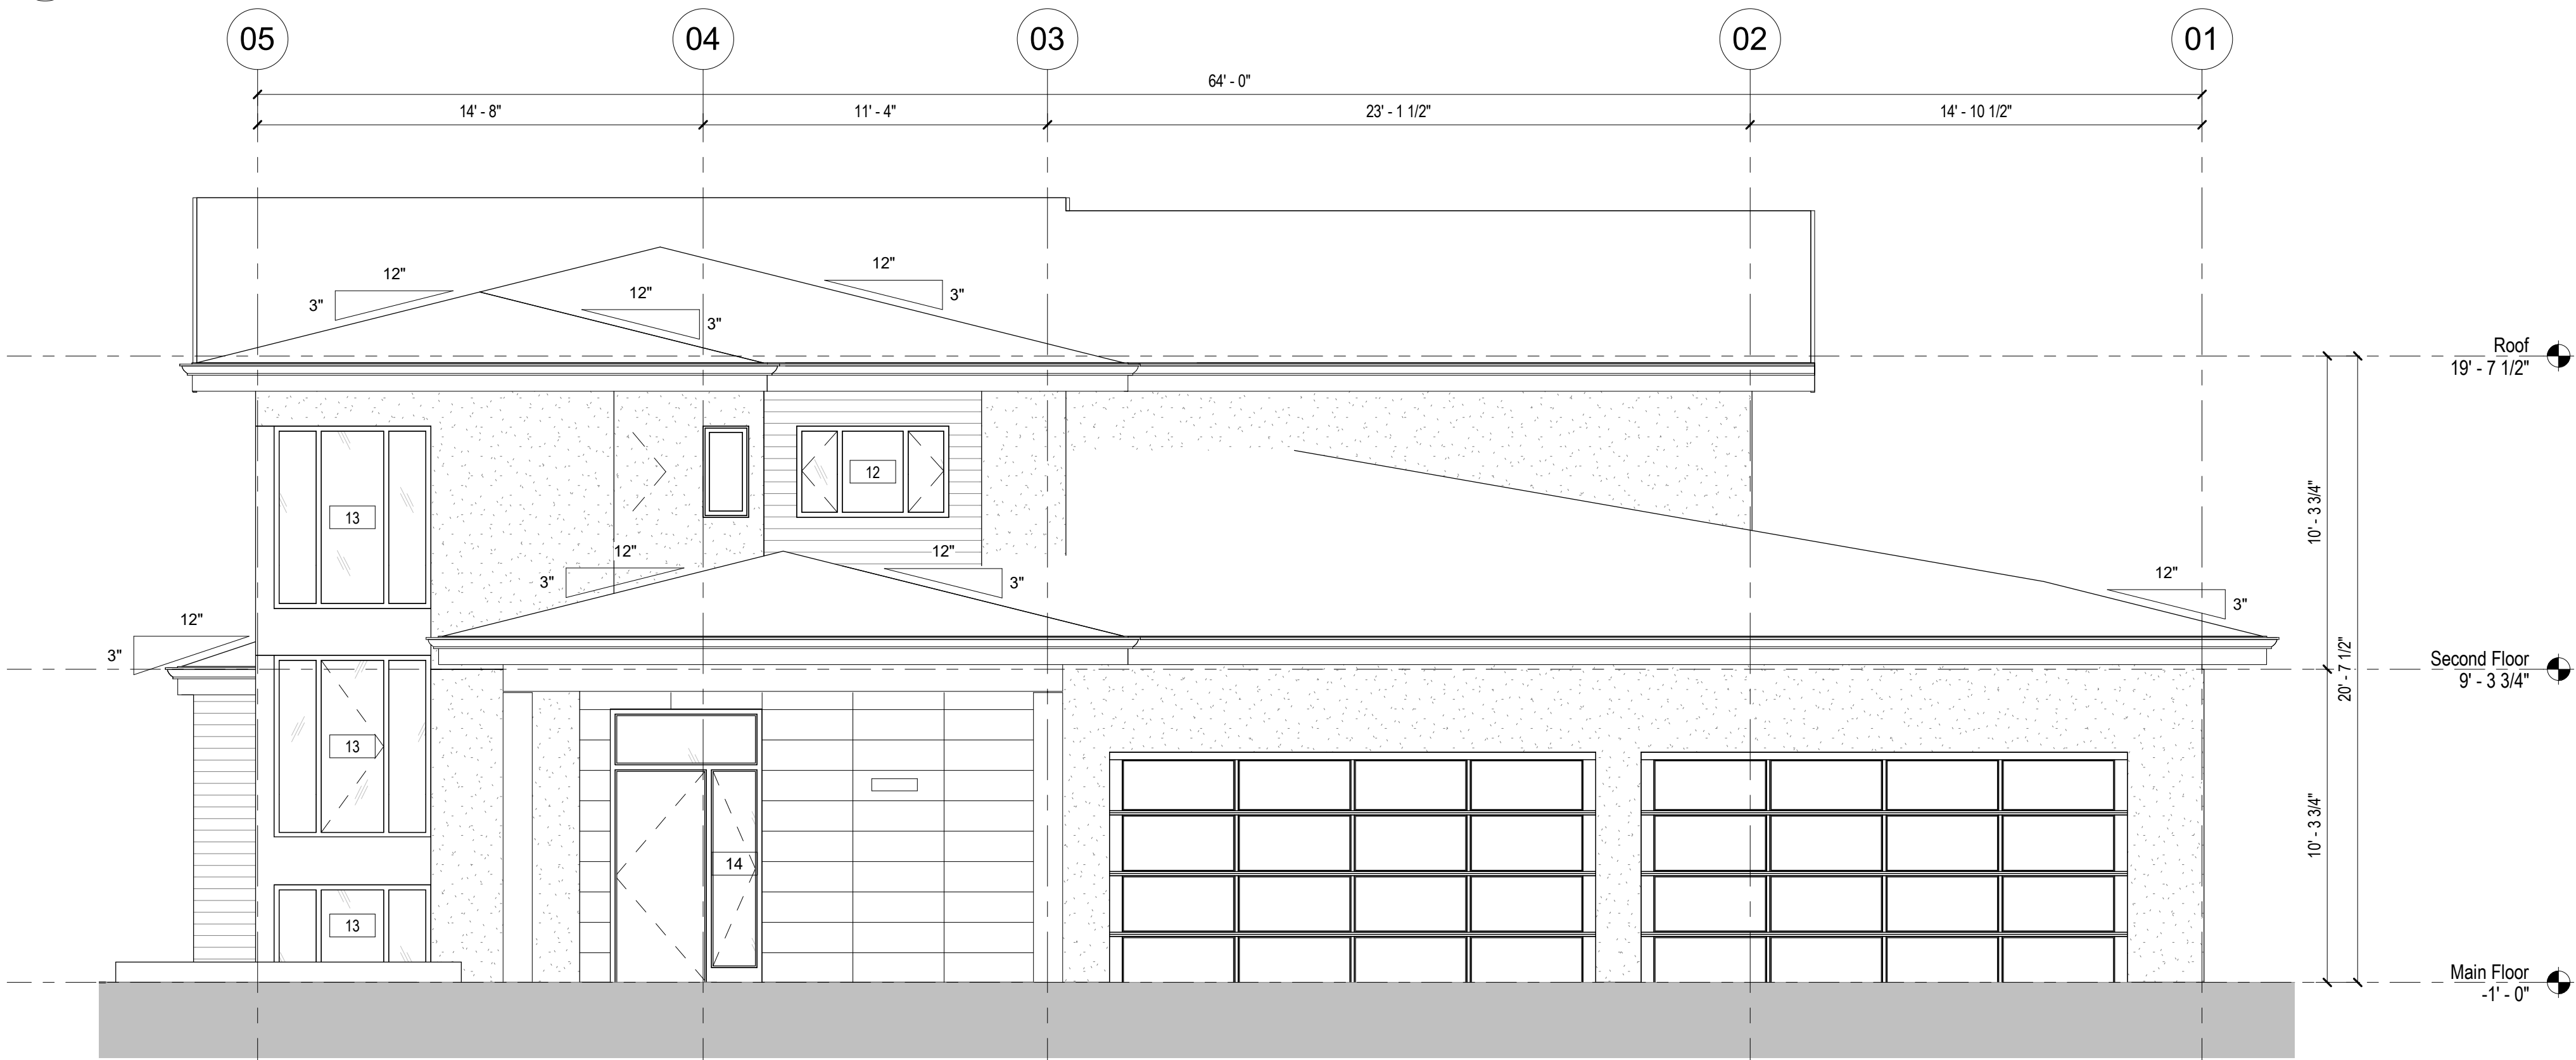 05
04
03
02
01
64' - 0"
14' - 8"
11' - 4"
23' - 1 1/2"
14' - 10 1/2"
12"
3"
12"
3"
12"
3"
Roof
19' - 7 1/2"
13
12
10' - 3 3/4"
12"
3"
12"
3"
12"
3"
12"
3"
20' - 7 1/2"
Second Floor
9' - 3 3/4"
13
14
10' - 3 3/4"
13
Main Floor
-1' - 0"